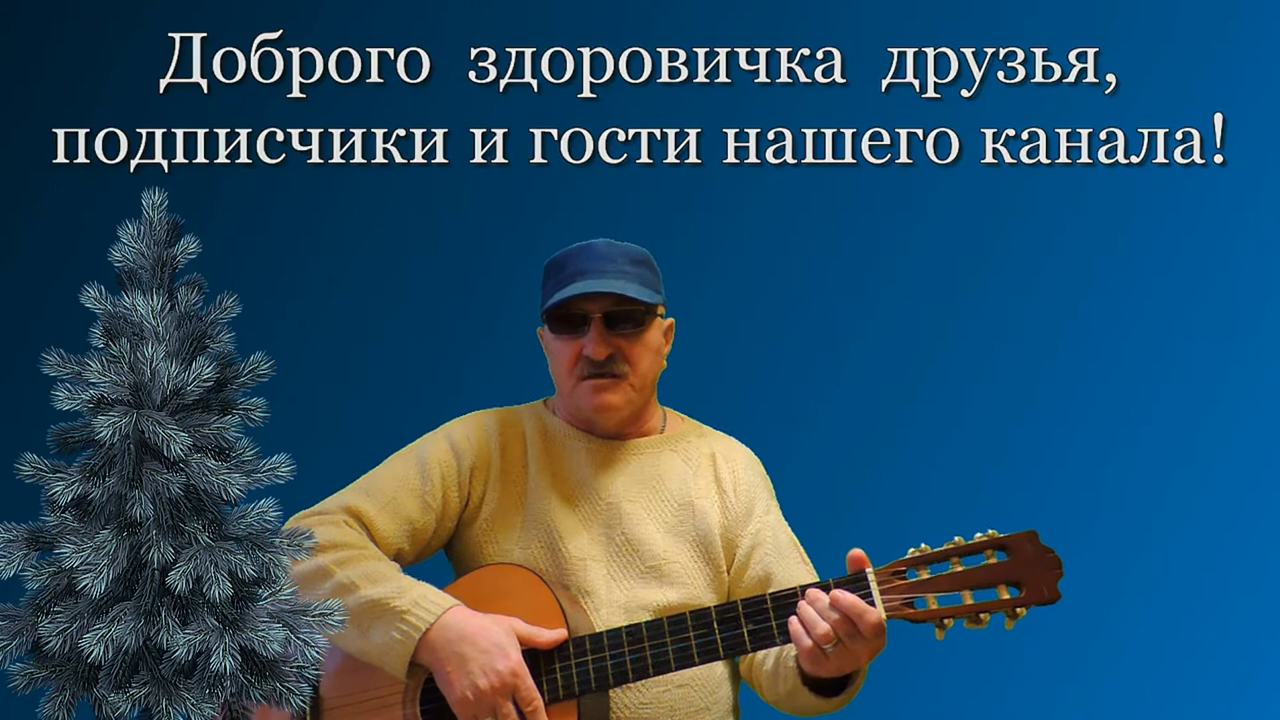 Доброго здоровичка друзья,
подписчики и гости нашего канала!